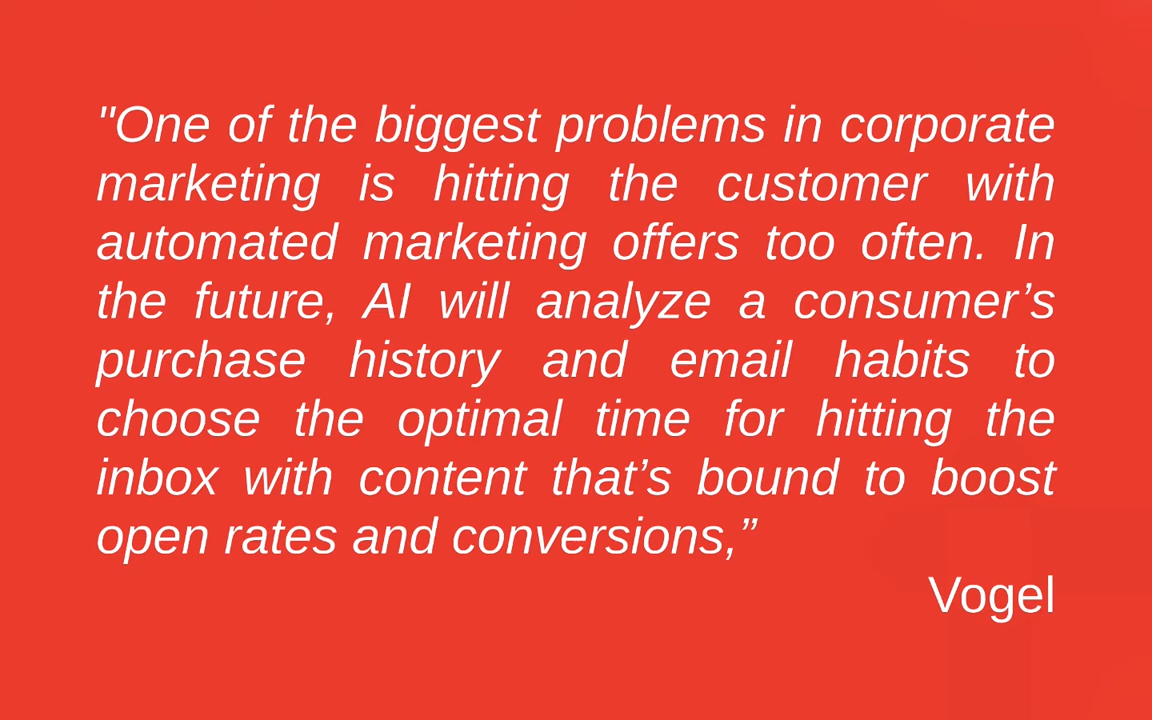 "One of the biggest problems in corporate
marketing is hitting the customer with
automated marketing offers too often. In
the future, AI will analyze a consumer’s
purchase history and email habits to
choose the optimal time for hitting the
inbox with content that’s bound to boost
open rates and conversions,”
Vogel